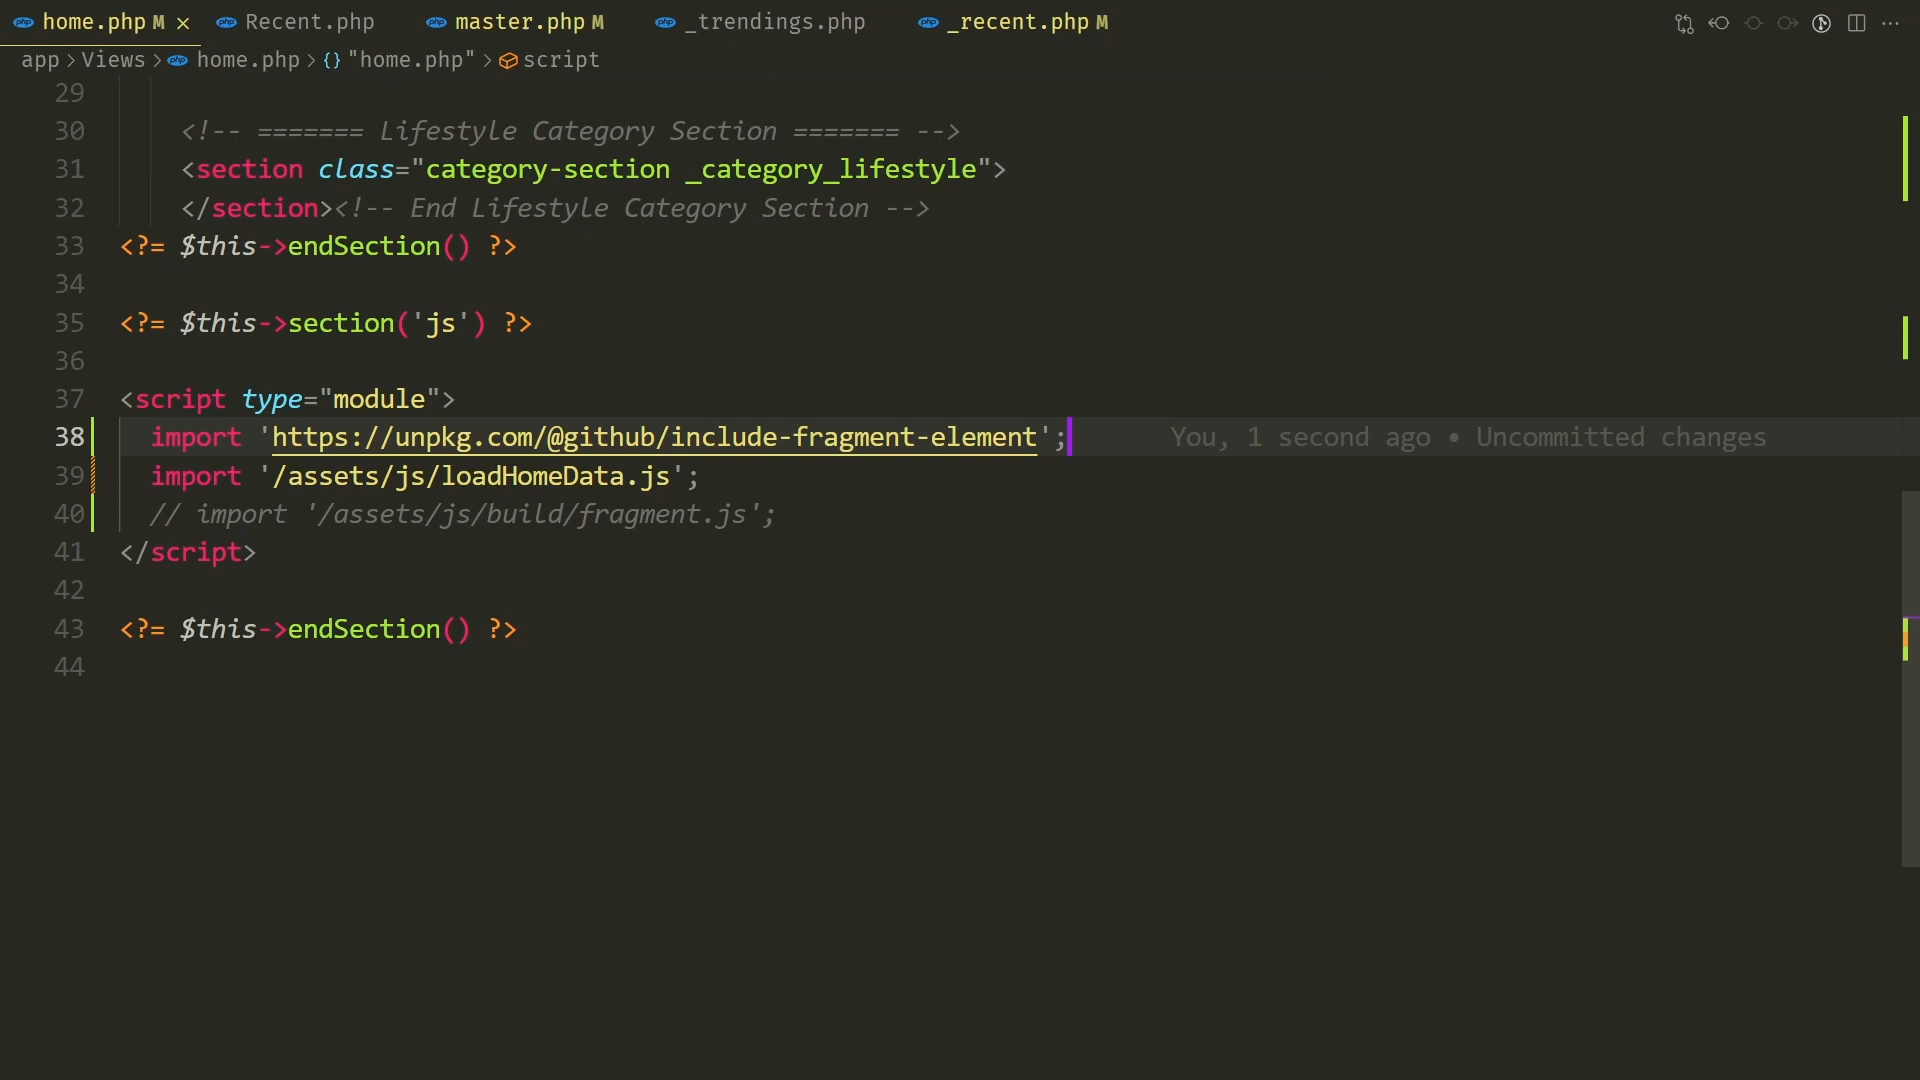 home.php M × Recent.php master.php M _trendings.php _recent.php M
app > Views > home.php > {} "home.php" > script
29
30 <!-- ======= Lifestyle Category Section ======= -->
31 <section class="category-section _category_lifestyle">
32 </section><!-- End Lifestyle Category Section -->
33 <?= $this->endSection() ?>
34
35 <?= $this->section('js') ?>
36
37 <script type="module">
38 import 'https://unpkg.com/@github/include-fragment-element'; You, 1 second ago • Uncommitted changes
39 import '/assets/js/loadHomeData.js';
40 // import '/assets/js/build/fragment.js';
41 </script>
42
43 <?= $this->endSection() ?>
44